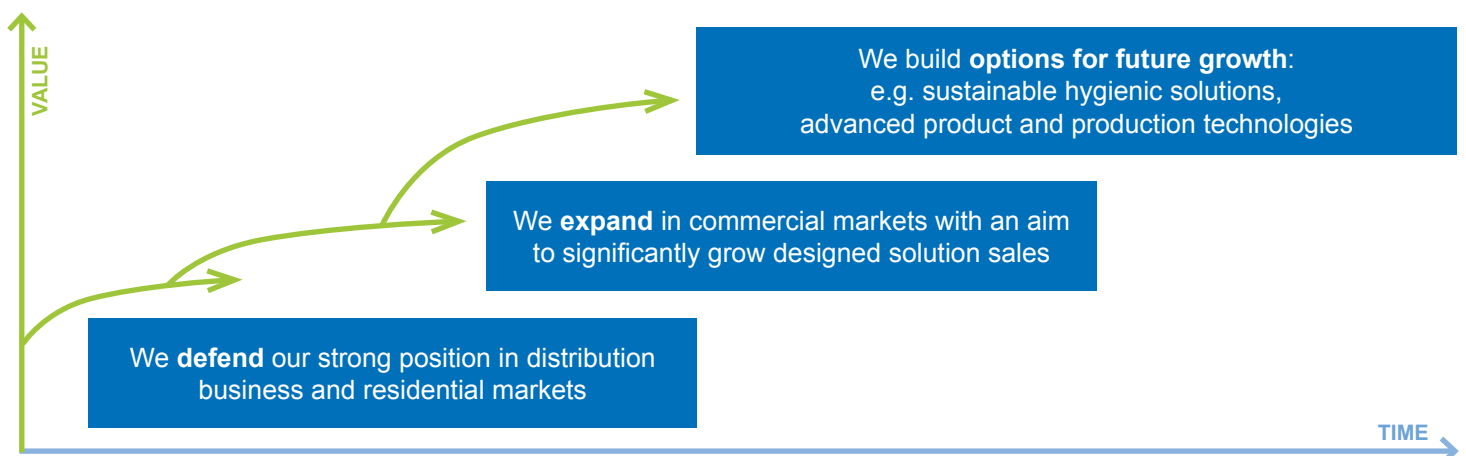 VALUE
We build options for future growth:
e.g. sustainable hygienic solutions,
advanced product and production technologies
We expand in commercial markets with an aim
to significantly grow designed solution sales
We defend our strong position in distribution
business and residential markets
TIME